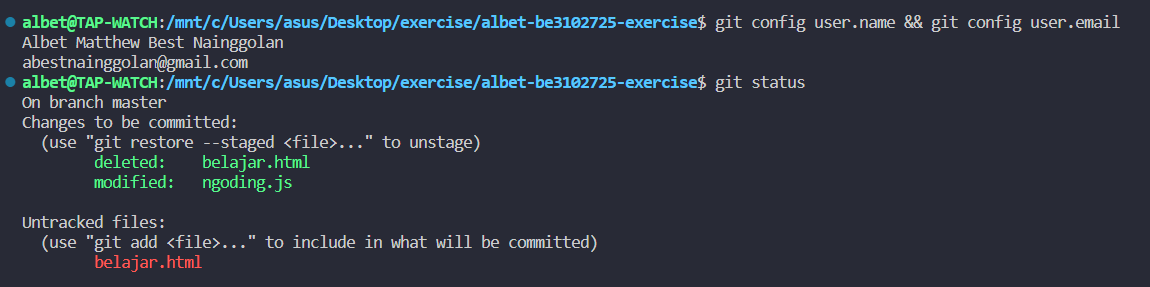 albet@TAP-WATCH:/mnt/c/Users/asus/Desktop/exercise/albet-be3102725-exercise$ git config user.name && git config user.email
Albet Matthew Best Nainggolan
abestnainggolan@gmail.com
albet@TAP-WATCH:/mnt/c/Users/asus/Desktop/exercise/albet-be3102725-exercise$ git status
On branch master
Changes to be committed:
  (use "git restore --staged <file>..." to unstage)
        deleted:    belajar.html
        modified:   ngoding.js

Untracked files:
  (use "git add <file>..." to include in what will be committed)
        belajar.html